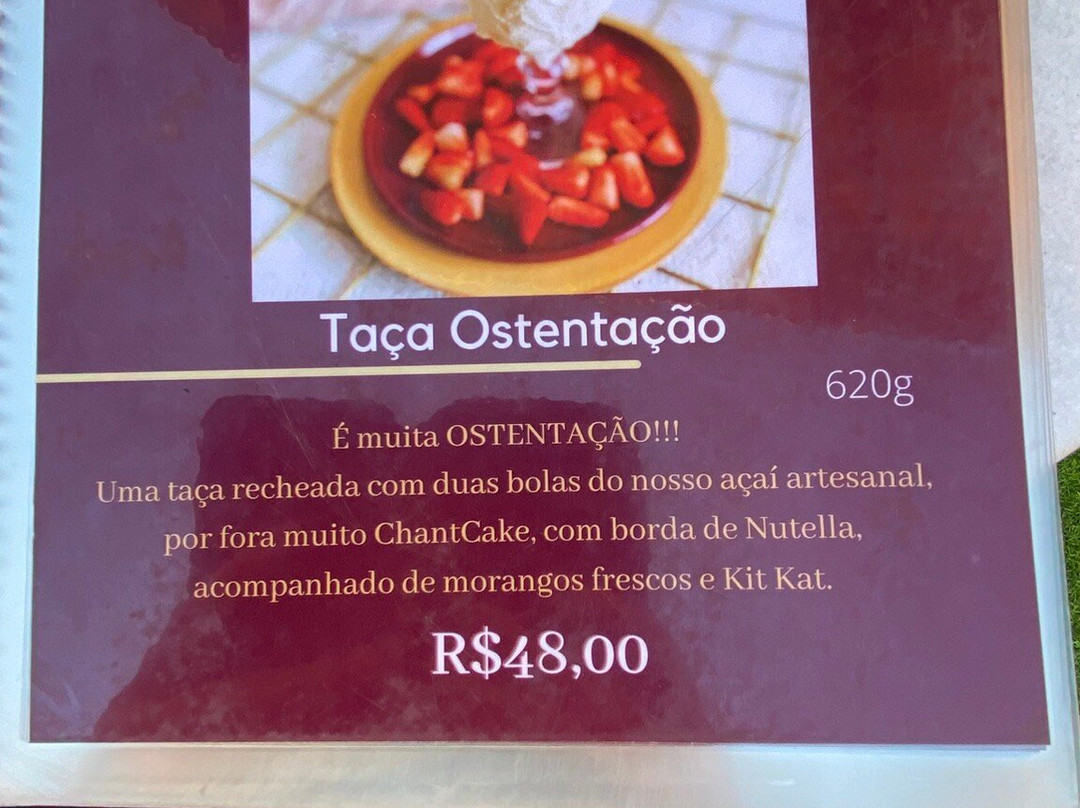 Taça Ostentação
620g
É muita OSTENTAÇÃO!!!
Uma taça recheada com duas bolas do nosso açaí artesanal,
por fora muito ChantCake, com borda de Nutella,
acompanhado de morangos frescos e Kit Kat.
R$48,00